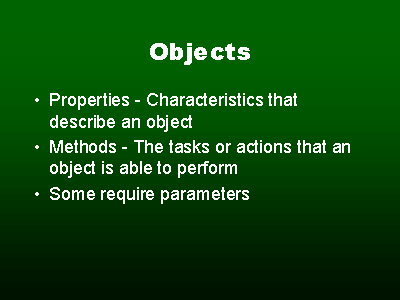 Objects
• Properties - Characteristics that
describe an object
• Methods - The tasks or actions that an
object is able to perform
• Some require parameters